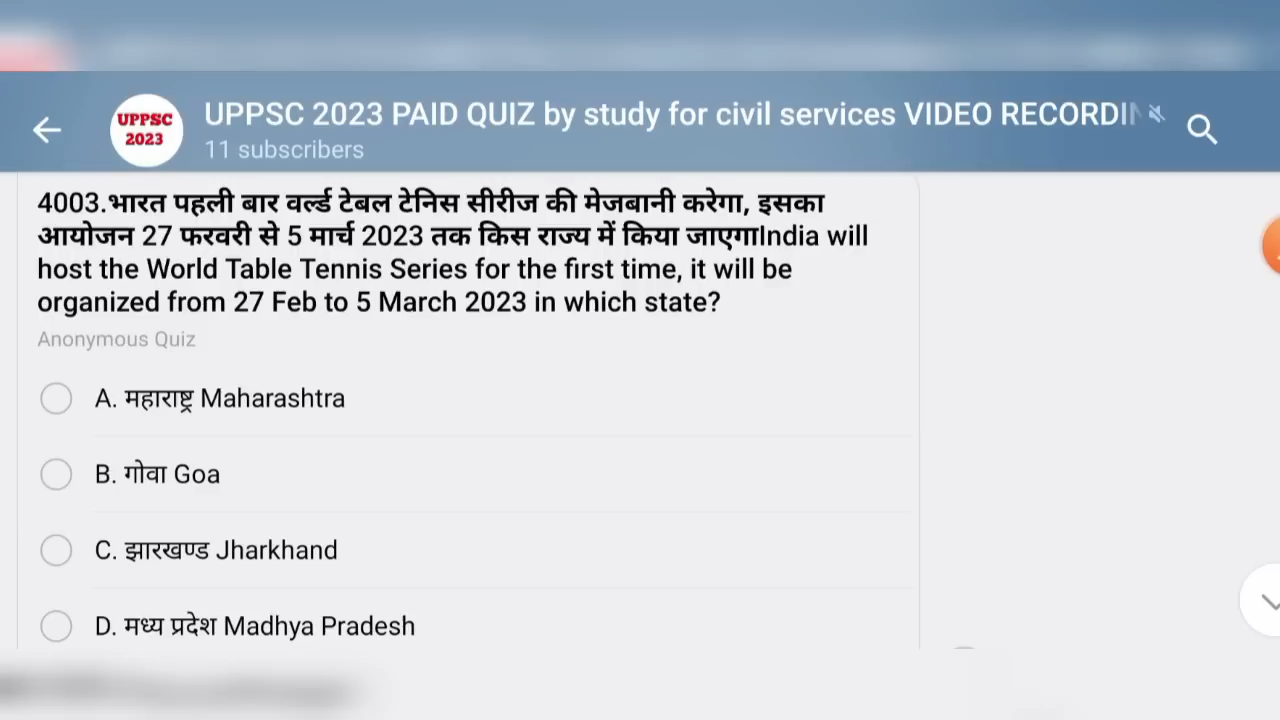 UPPSC 2023 PAID QUIZ by study for civil services VIDEO RECORDIN
UPPSC
2023
11 subscribers
4003.भारत पहली बार वर्ल्ड टेबल टेनिस सीरीज की मेजबानी करेगा, इसका
आयोजन 27 फरवरी से 5 मार्च 2023 तक किस राज्य में किया जाएगाIndia will
host the World Table Tennis Series for the first time, it will be
organized from 27 Feb to 5 March 2023 in which state?
Anonymous Quiz
A. महाराष्ट्र Maharashtra
B. गोवा Goa
C. झारखण्ड Jharkhand
D. मध्य प्रदेश Madhya Pradesh